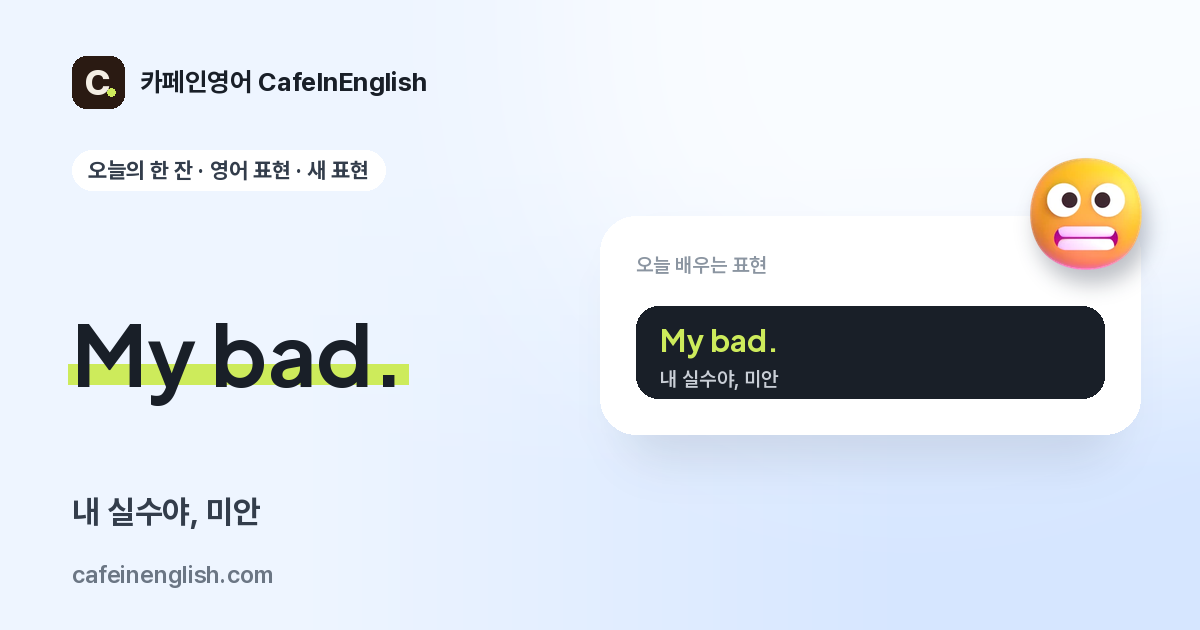 C
카페인영어 CafeInEnglish
오늘의 한 잔 · 영어 표현 · 새 표현
My bad.
내 실수야, 미안
cafeinenglish.com
오늘 배우는 표현
My bad.
내 실수야, 미안